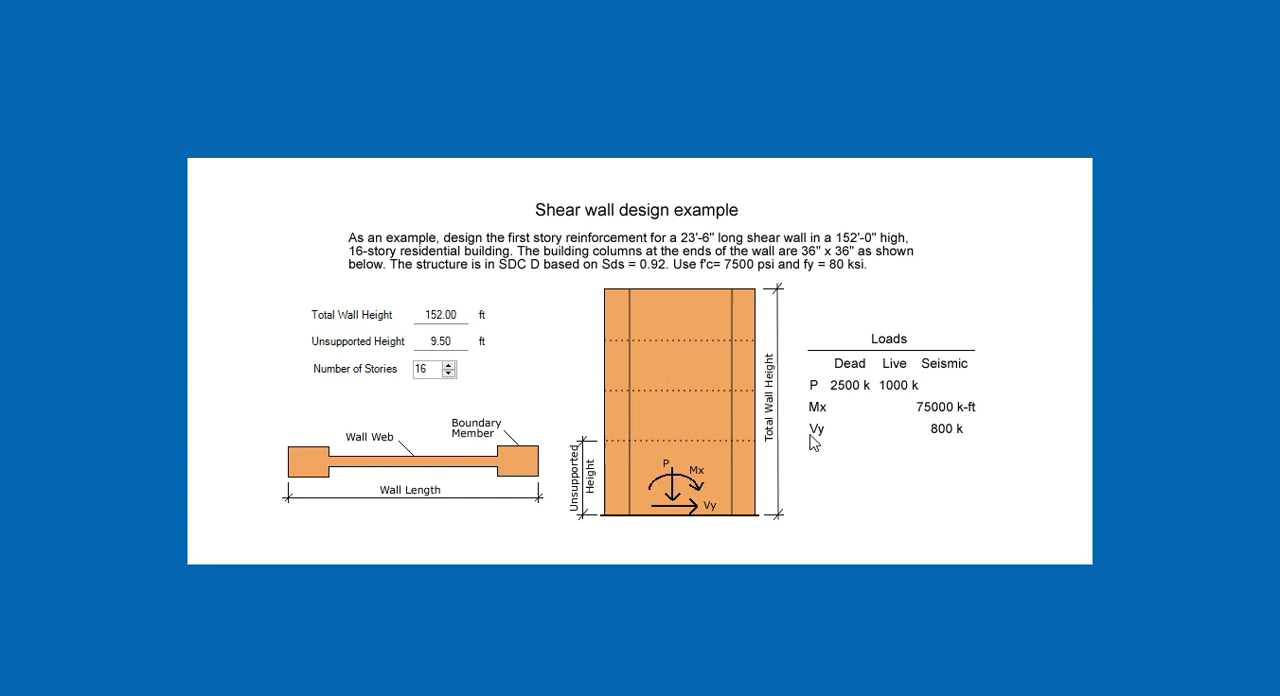 Shear wall design example
As an example, design the first story reinforcement for a 23'-6" long shear wall in a 152'-0" high,
16-story residential building. The building columns at the ends of the wall are 36" x 36" as shown
below. The structure is in SDC D based on Sds = 0.92. Use f'c= 7500 psi and fy = 80 ksi.
Total Wall Height 152.00 ft
Unsupported Height 9.50 ft
Number of Stories 16
Wall Web
Boundary
Member
Wall Length
Unsupported
Height
P
Mx
Vy
Total Wall Height
Loads
Dead Live Seismic
P 2500 k 1000 k
Mx 75000 k-ft
Vy 800 k